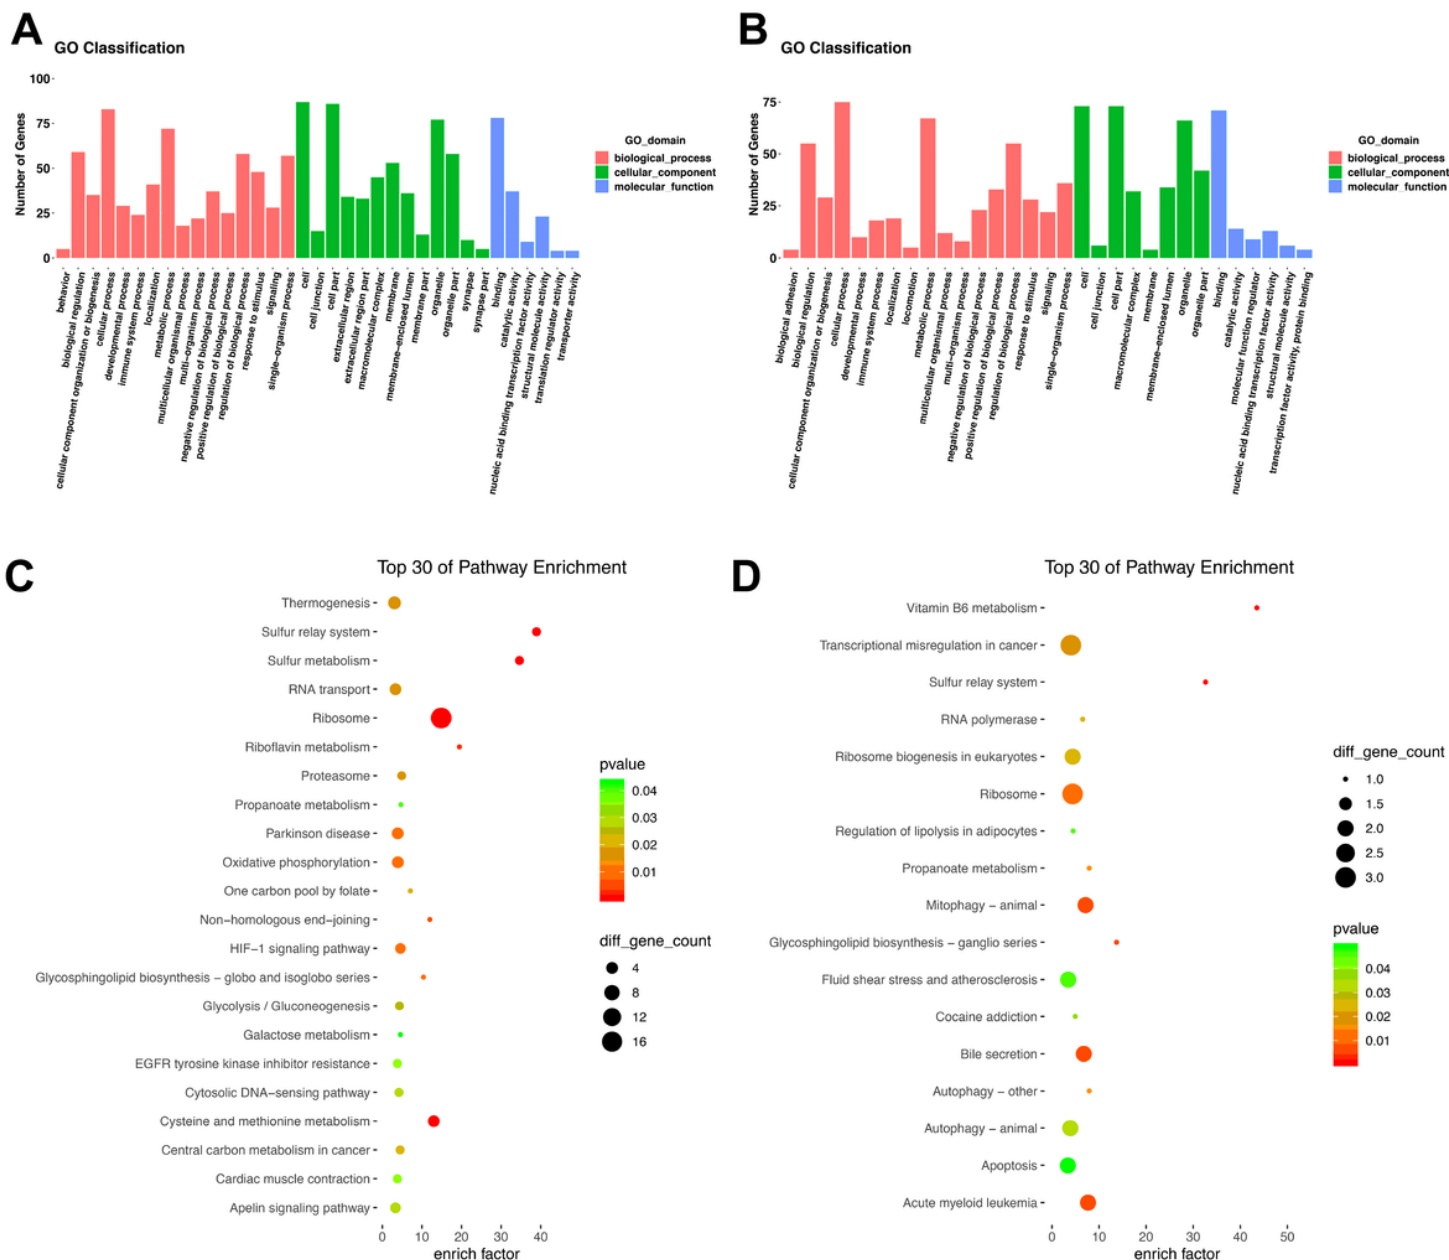 A
GO Classification
Number of Genes
100
75
50
25
0
behavior
biological regulation
cellular component organization or biogenesis
cellular process
developmental process
immune system process
localization
metabolic process
multicellular organismal process
multi−organism process
negative regulation of biological process
positive regulation of biological process
regulation of biological process
response to stimulus
signaling
single−organism process
cell
cell junction
cell part
extracellular region
extracellular region part
macromolecular complex
membrane
membrane−enclosed lumen
membrane part
organelle
organelle part
synapse
synapse part
binding
catalytic activity
nucleic acid binding transcription factor activity
structural molecule activity
translation regulator activity
transporter activity
GO_domain
biological_process
cellular_component
molecular_function
B
GO Classification
Number of Genes
75
50
25
0
biological adhesion
biological regulation
cellular component organization or biogenesis
cellular process
developmental process
immune system process
localization
locomotion
metabolic process
multicellular organismal process
multi−organism process
negative regulation of biological process
positive regulation of biological process
regulation of biological process
response to stimulus
signaling
single−organism process
cell
cell junction
cell part
macromolecular complex
membrane
membrane−enclosed lumen
organelle
organelle part
binding
catalytic activity
molecular function regulator
nucleic acid binding transcription factor activity
structural molecule activity
transcription factor activity, protein binding
GO_domain
biological_process
cellular_component
molecular_function
C
Top 30 of Pathway Enrichment
Thermogenesis
Sulfur relay system
Sulfur metabolism
RNA transport
Ribosome
Riboflavin metabolism
Proteasome
Propanoate metabolism
Parkinson disease
Oxidative phosphorylation
One carbon pool by folate
Non−homologous end−joining
HIF−1 signaling pathway
Glycosphingolipid biosynthesis − globo and isoglobo series
Glycolysis / Gluconeogenesis
Galactose metabolism
EGFR tyrosine kinase inhibitor resistance
Cytosolic DNA−sensing pathway
Cysteine and methionine metabolism
Central carbon metabolism in cancer
Cardiac muscle contraction
Apelin signaling pathway
0 10 20 30 40
enrich factor
pvalue
0.04
0.03
0.02
0.01
diff_gene_count
4
8
12
16
D
Top 30 of Pathway Enrichment
Vitamin B6 metabolism
Transcriptional misregulation in cancer
Sulfur relay system
RNA polymerase
Ribosome biogenesis in eukaryotes
Ribosome
Regulation of lipolysis in adipocytes
Propanoate metabolism
Mitophagy − animal
Glycosphingolipid biosynthesis − ganglio series
Fluid shear stress and atherosclerosis
Cocaine addiction
Bile secretion
Autophagy − other
Autophagy − animal
Apoptosis
Acute myeloid leukemia
0 10 20 30 40 50
enrich factor
diff_gene_count
1.0
1.5
2.0
2.5
3.0
pvalue
0.04
0.03
0.02
0.01